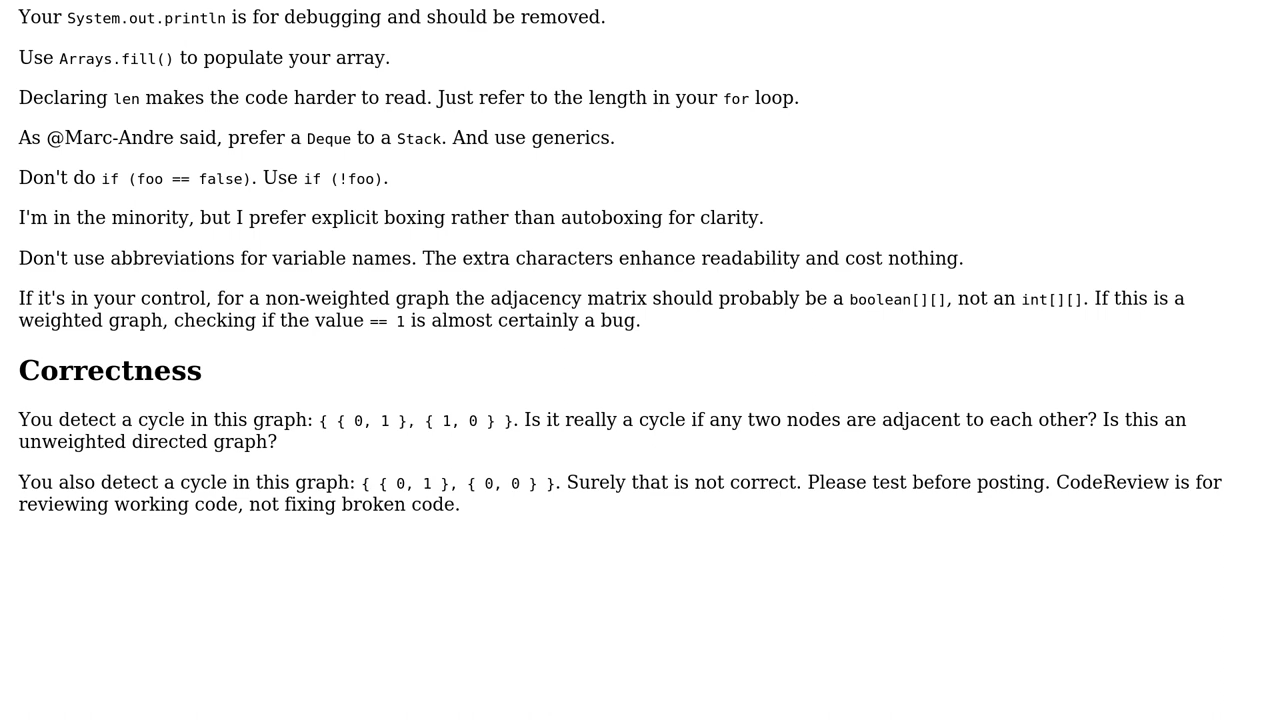 Your System.out.println is for debugging and should be removed.
Use Arrays.fill() to populate your array.
Declaring len makes the code harder to read. Just refer to the length in your for loop.
As @Marc-Andre said, prefer a Deque to a Stack. And use generics.
Don't do if (foo == false). Use if (!foo).
I'm in the minority, but I prefer explicit boxing rather than autoboxing for clarity.
Don't use abbreviations for variable names. The extra characters enhance readability and cost nothing.
If it's in your control, for a non-weighted graph the adjacency matrix should probably be a boolean[][], not an int[][]. If this is a
weighted graph, checking if the value == 1 is almost certainly a bug.
Correctness
You detect a cycle in this graph: { { 0, 1 }, { 1, 0 } }. Is it really a cycle if any two nodes are adjacent to each other? Is this an
unweighted directed graph?
You also detect a cycle in this graph: { { 0, 1 }, { 0, 0 } }. Surely that is not correct. Please test before posting. CodeReview is for
reviewing working code, not fixing broken code.